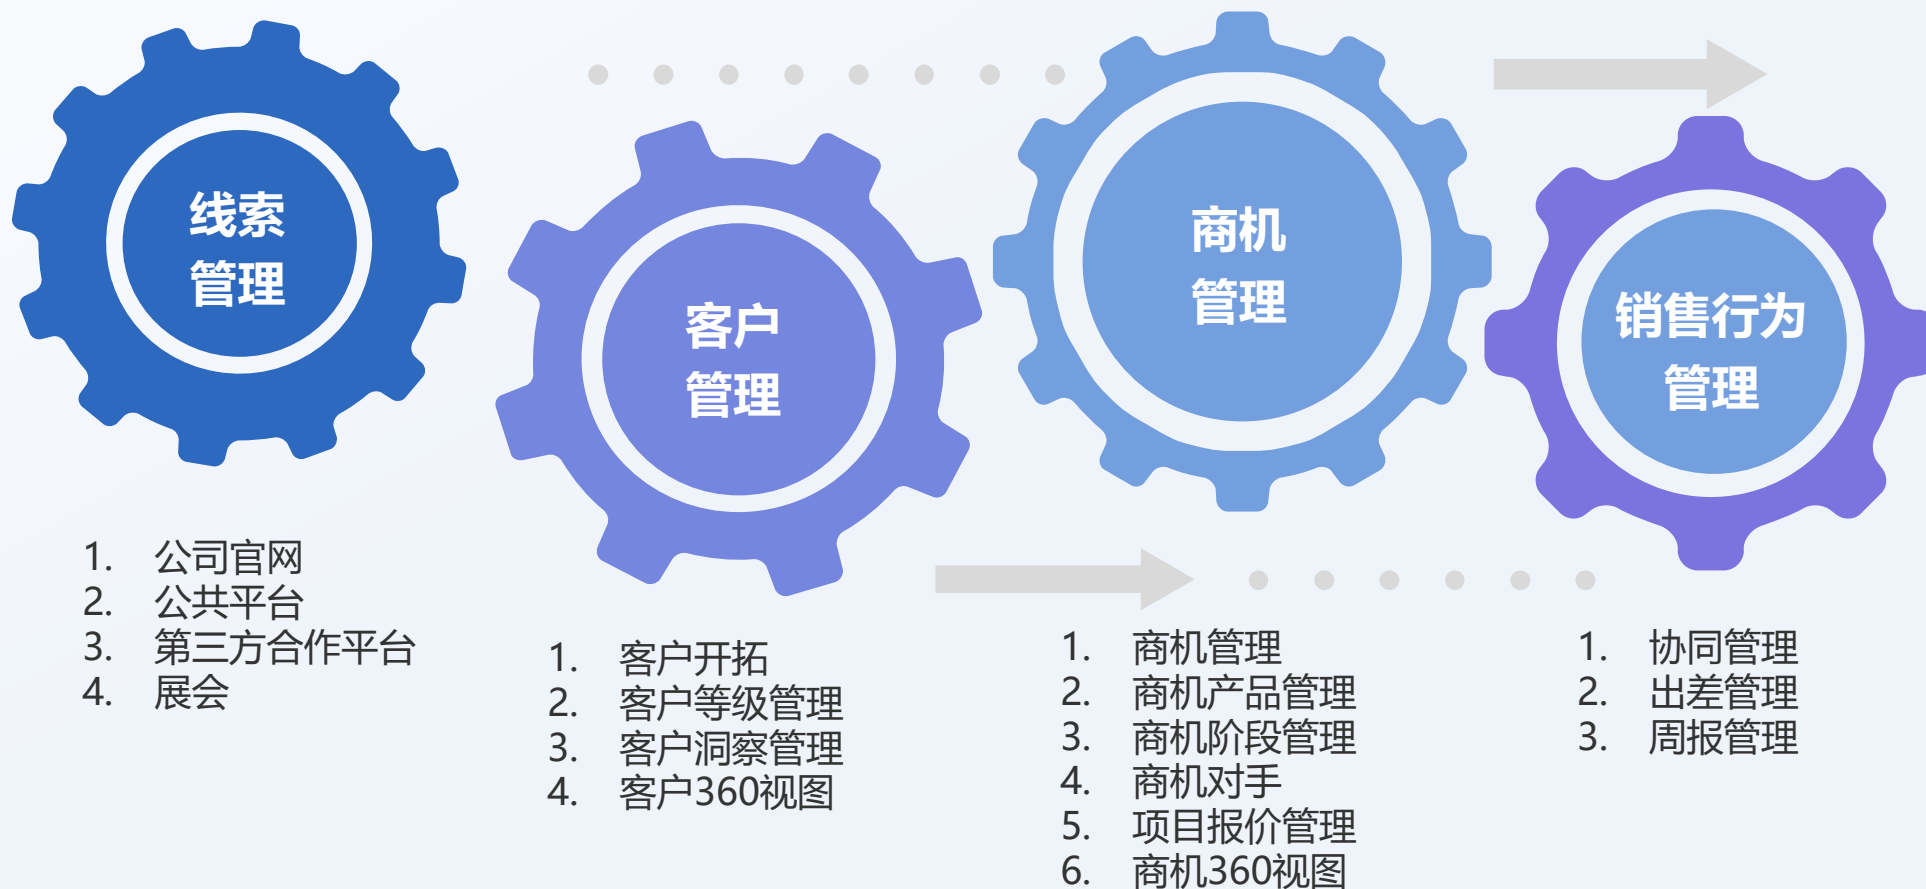 线索
管理
客户
管理
商机
管理
销售行为
管理
1. 公司官网
2. 公共平台
3. 第三方合作平台
4. 展会
1. 客户开拓
2. 客户等级管理
3. 客户洞察管理
4. 客户360视图
1. 商机管理
2. 商机产品管理
3. 商机阶段管理
4. 商机对手
5. 项目报价管理
6. 商机360视图
1. 协同管理
2. 出差管理
3. 周报管理